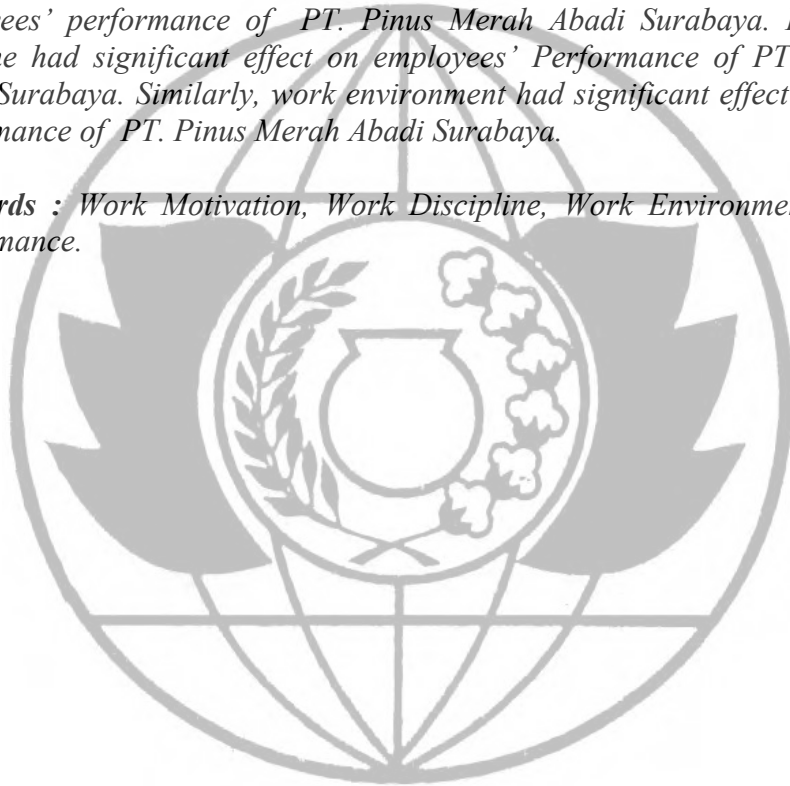 ees' performance of PT. Pinus Merah Abadi Surabaya.
ne had significant effect on employees' Performance of PT
Surabaya. Similarly, work environment had significant effect
mance of PT. Pinus Merah Abadi Surabaya.
rds : Work Motivation, Work Discipline, Work Environme
mance.